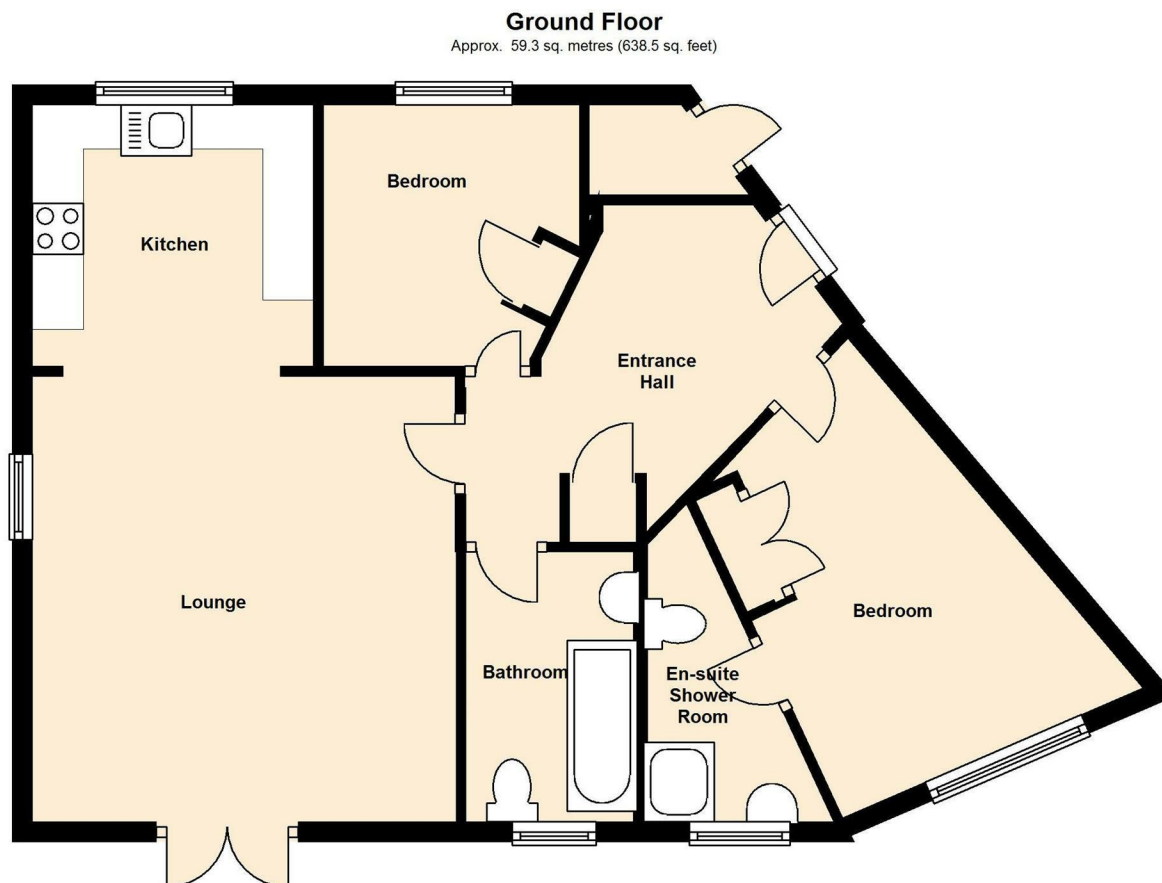 Ground Floor
Approx. 59.3 sq. metres (638.5 sq. feet)
Bedroom
Kitchen
Entrance
Hall
Lounge
Bedroom
Bathroom
En-suite
Shower
Room